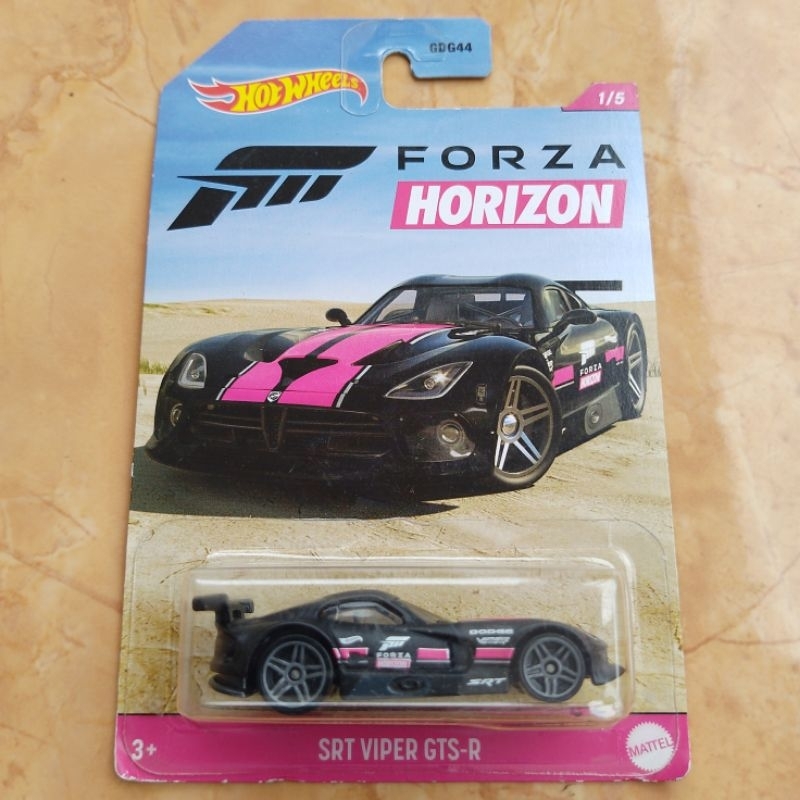 GDG44
HOT WHEELS
1/5
FORZA
HORIZON
FORZA
HORIZON
DODGE
FORZA
HORIZON
SRT
3+
SRT VIPER GTS-R
MATTEL